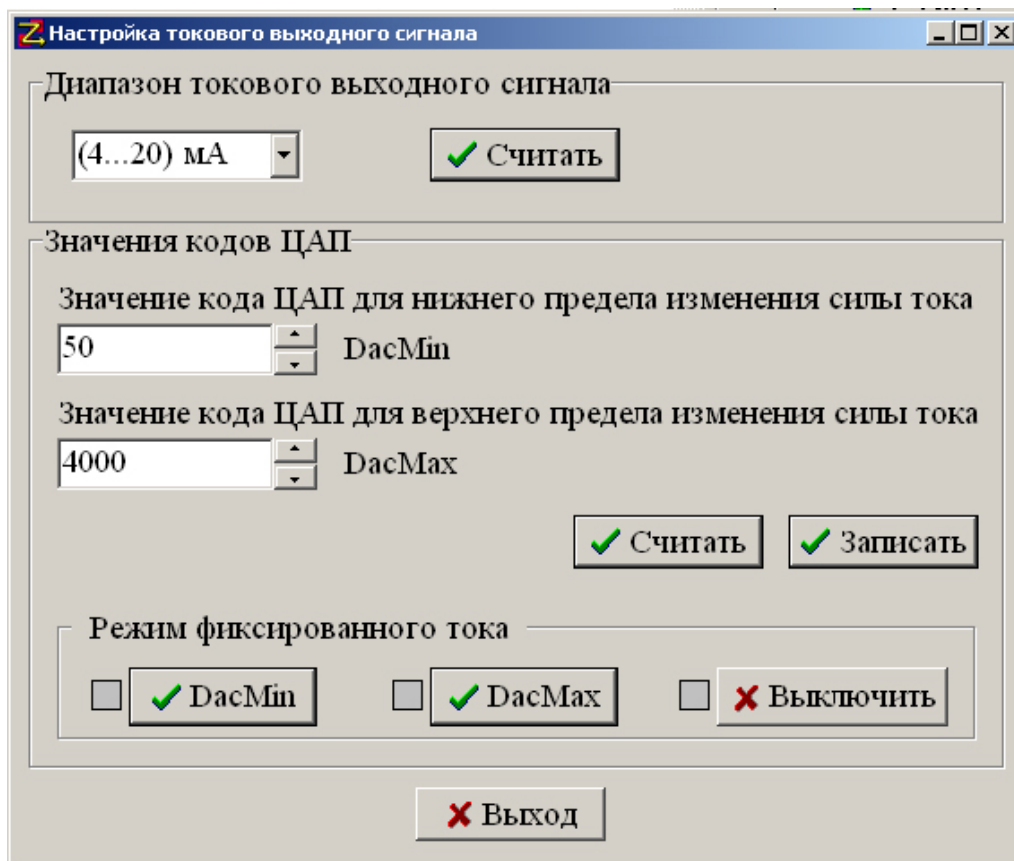 Настройка токового выходного сигнала
Диапазон токового выходного сигнала
(4...20) мА
Считать
Значения кодов ЦАП
Значение кода ЦАП для нижнего предела изменения силы тока
50
DacMin
Значение кода ЦАП для верхнего предела изменения силы тока
4000
DacMax
Считать
Записать
Режим фиксированного тока
DacMin
DacMax
Выключить
Выход